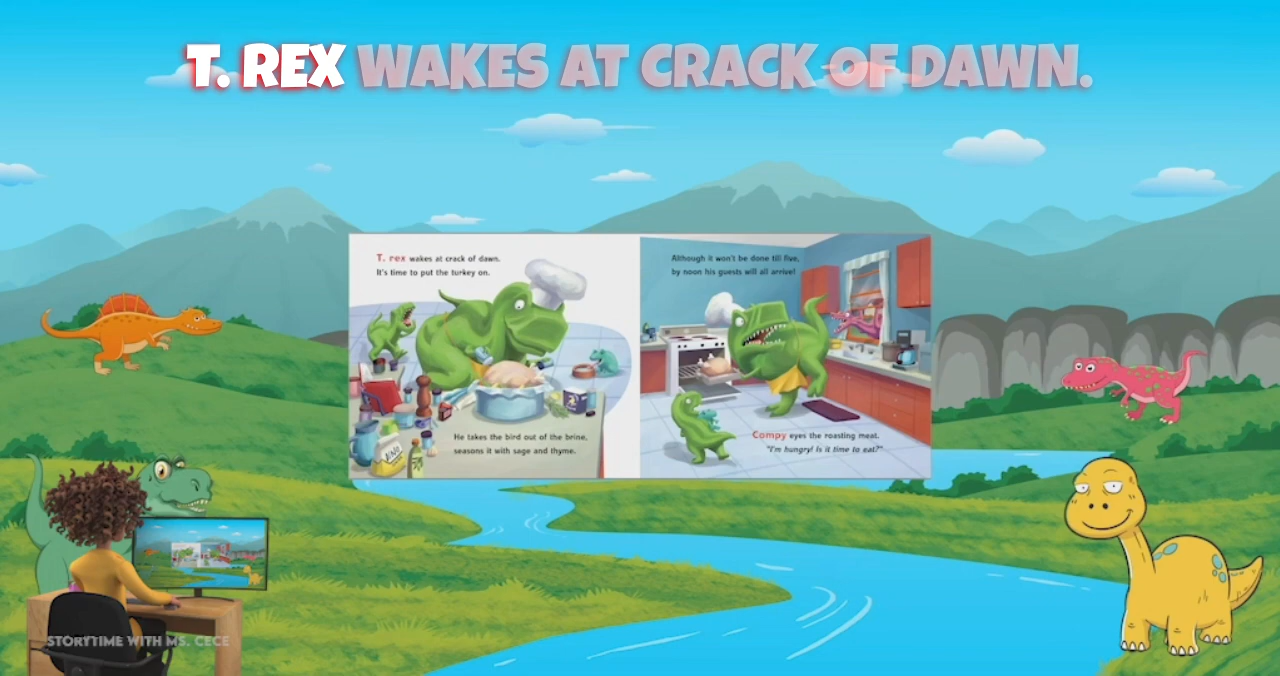 T. REX WAKES AT CRACK OF DAWN.
T. rex wakes at crack of dawn.
It's time to put the turkey on.
He takes the bird out of the brine,
seasons it with sage and thyme.
Although it won't be done till five,
by noon his guests will all arrive!
Compy eyes the roasting meat.
"I'm hungry! Is it time to eat?"
STORYTIME WITH MS. CECE